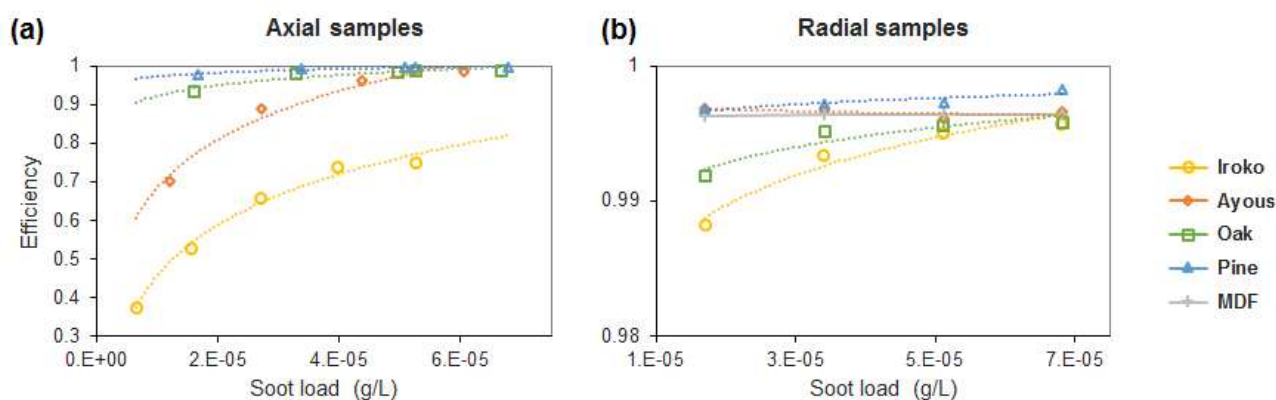 (a)
Axial samples
Efficiency
1
0.9
0.8
0.7
0.6
0.5
0.4
0.3
0.E+00
2.E-05
4.E-05
6.E-05
Soot load (g/L)
(b)
Radial samples
1
0.99
0.98
1.E-05
3.E-05
5.E-05
7.E-05
Soot load (g/L)
Iroko
Ayous
Oak
Pine
MDF